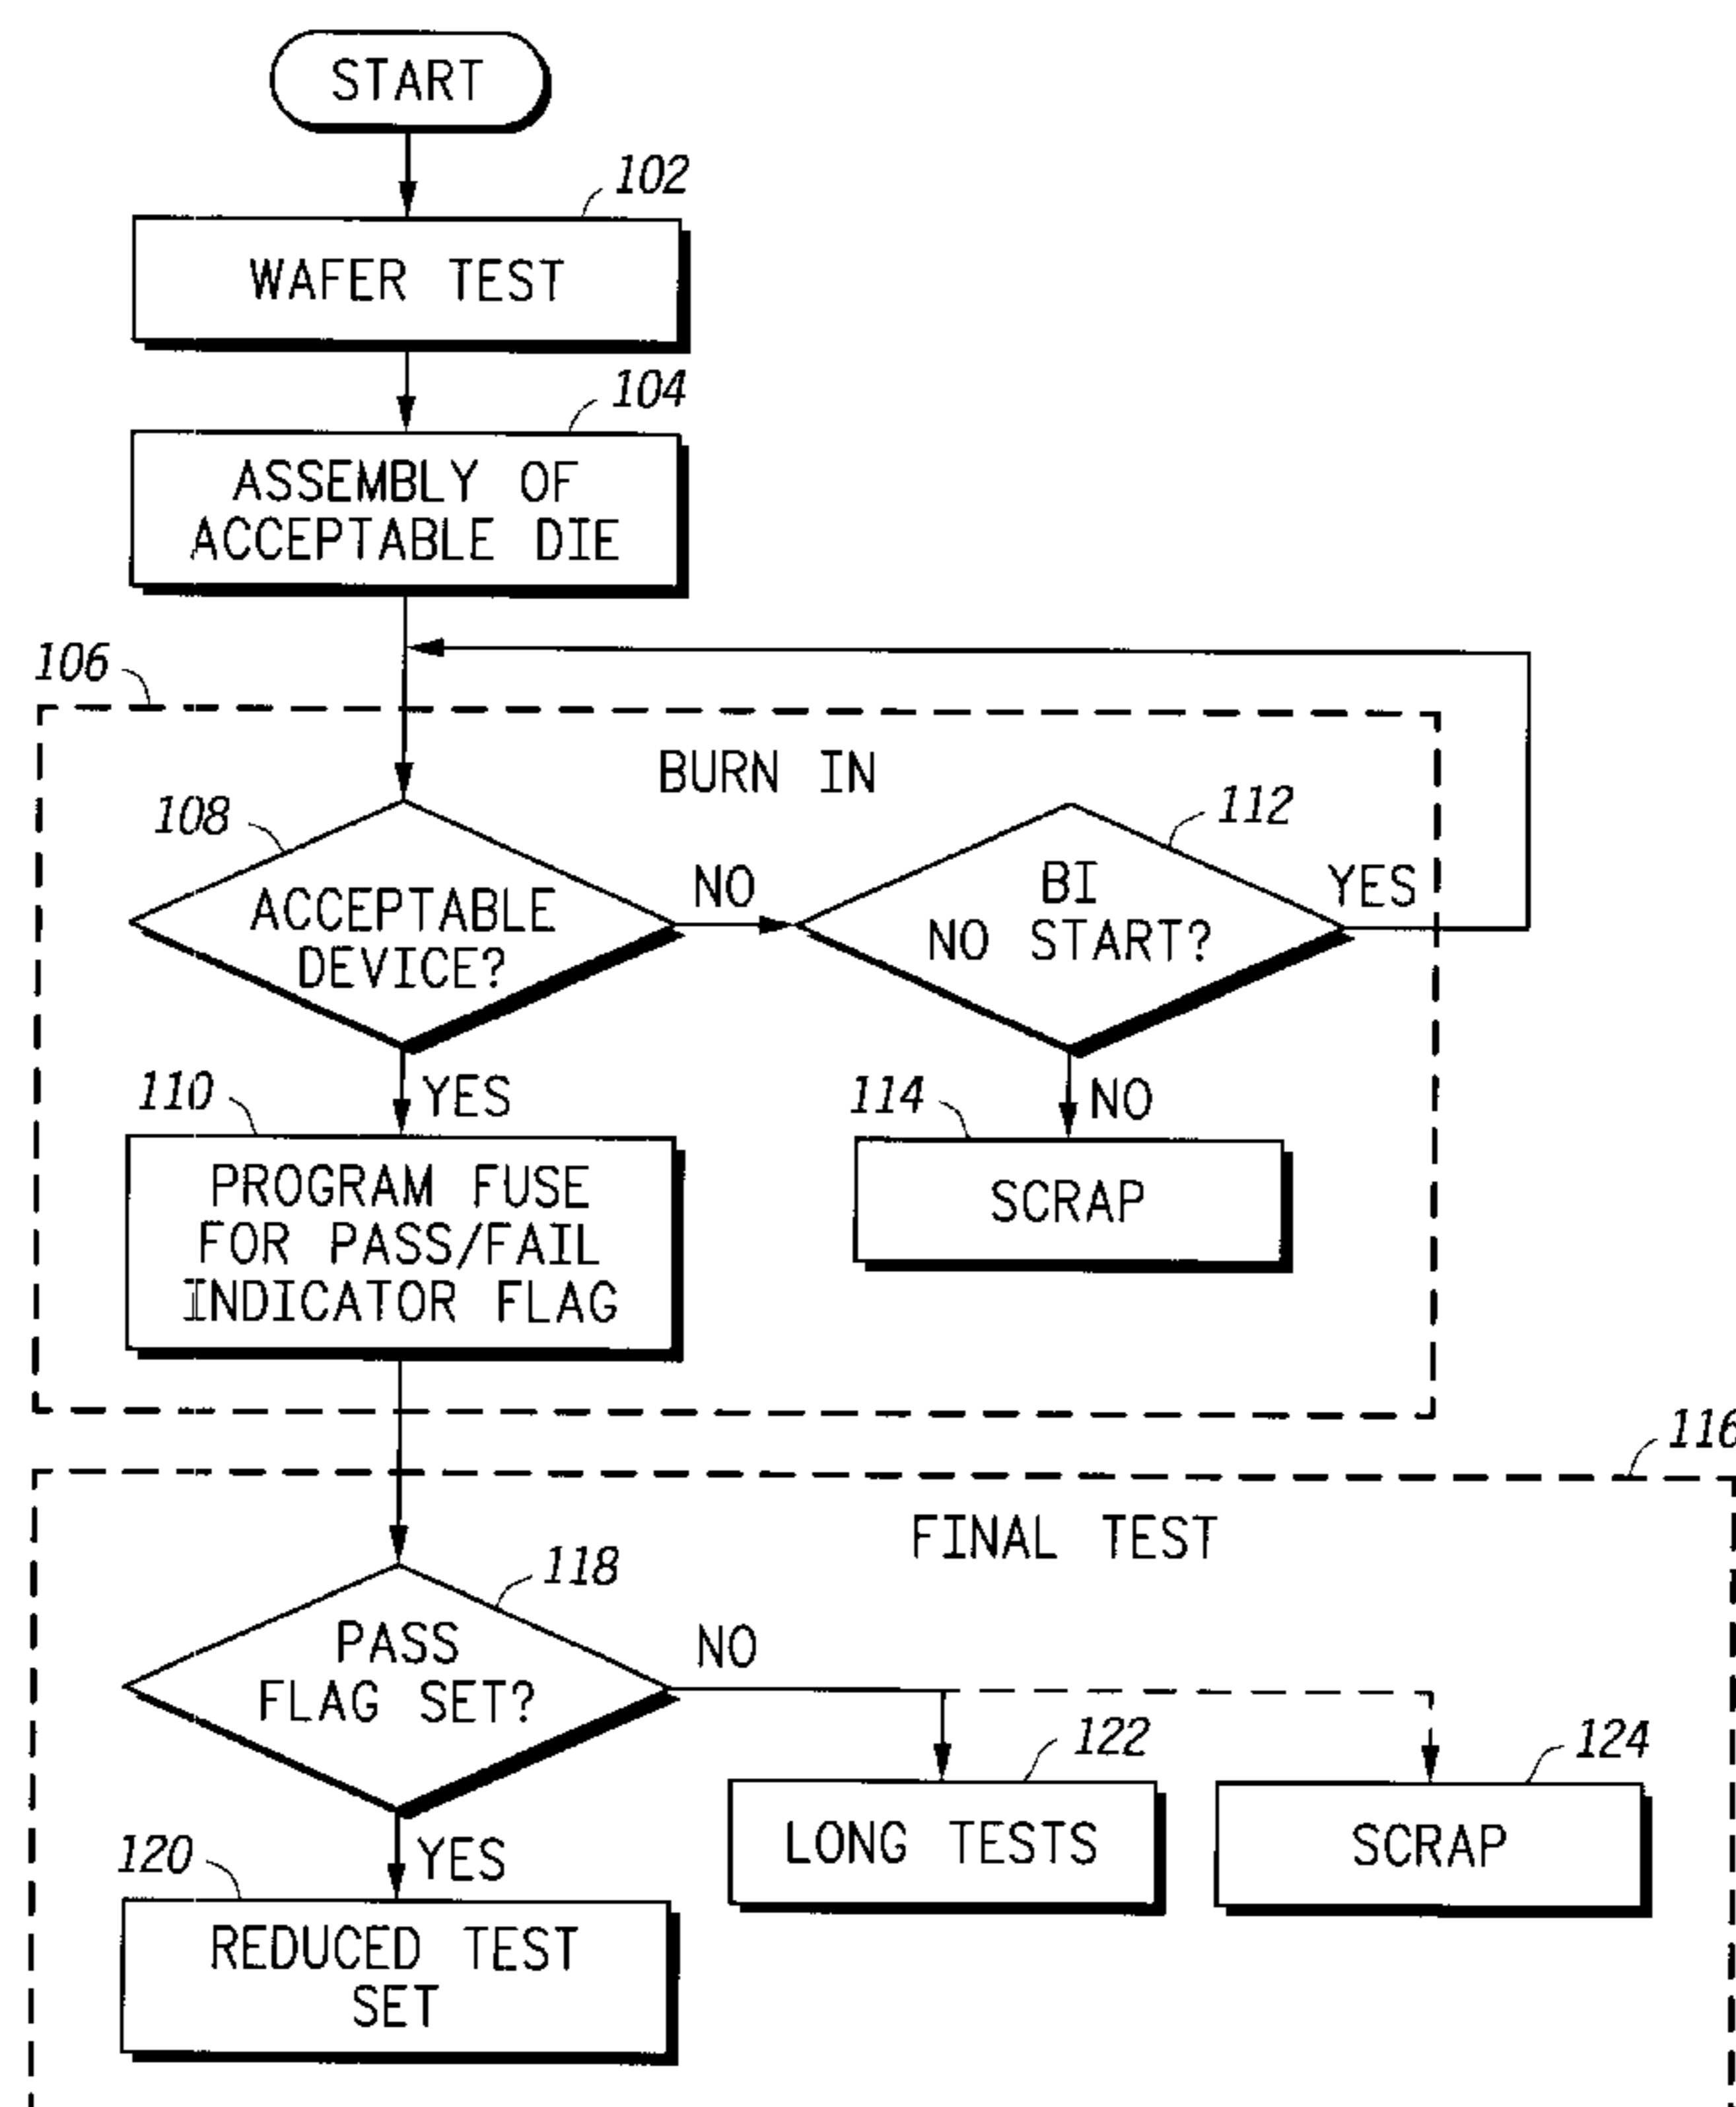 START
102
WAFER TEST
104
ASSEMBLY OF
ACCEPTABLE DIE
106
BURN IN
108
ACCEPTABLE
DEVICE?
NO
112
BI
NO START?
YES
YES
NO
110
PROGRAM FUSE
FOR PASS/FAIL
INDICATOR FLAG
114
SCRAP
116
FINAL TEST
118
PASS
FLAG SET?
NO
YES
122
LONG TESTS
124
SCRAP
120
REDUCED TEST
SET